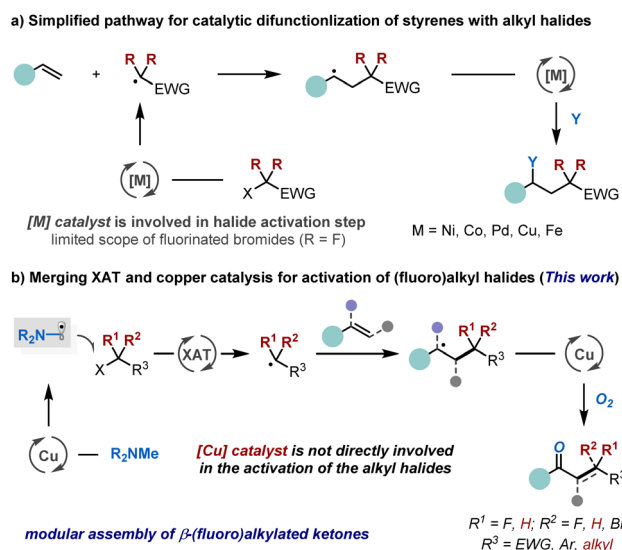 a) Simplified pathway for catalytic difunctionlization of styrenes with alkyl halides
R R
+
EWG
R R
EWG
[M]
Y
[M]
R R
X
EWG
Y
R R
EWG
[M] catalyst is involved in halide activation step
limited scope of fluorinated bromides (R = F)
M = Ni, Co, Pd, Cu, Fe
b) Merging XAT and copper catalysis for activation of (fluoro)alkyl halides (This work)
R₂N
R¹ R²
X
R³
XAT
R¹ R²
R³
R¹ R²
R³
Cu
O₂
Cu
R₂NMe
[Cu] catalyst is not directly involved
in the activation of the alkyl halides
O
R² R¹
modular assembly of β-(fluoro)alkylated ketones
R¹ = F, H; R² = F, H,
R³ = EWG, Ar, alkyl